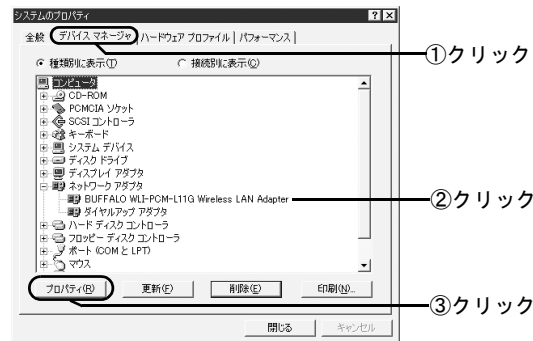 システムのプロパティ
全般 デバイス マネージャ ハードウェア プロファイル パフォーマンス
①クリック
種類別に表示(T) 接続別に表示(C)
コンピュータ
CD-ROM
PCMCIA ソケット
SCSI コントローラ
キーボード
システム デバイス
ディスク ドライブ
ディスプレイ アダプタ
ネットワーク アダプタ
BUFFALO WLI-PCM-L11G Wireless LAN Adapter
②クリック
ダイヤルアップ アダプタ
ハード ディスク コントローラ
フロッピー ディスク コントローラ
ポート (COM と LPT)
マウス
プロパティ(R) 更新(F) 削除(E) 印刷(N)...
③クリック
閉じる キャンセル